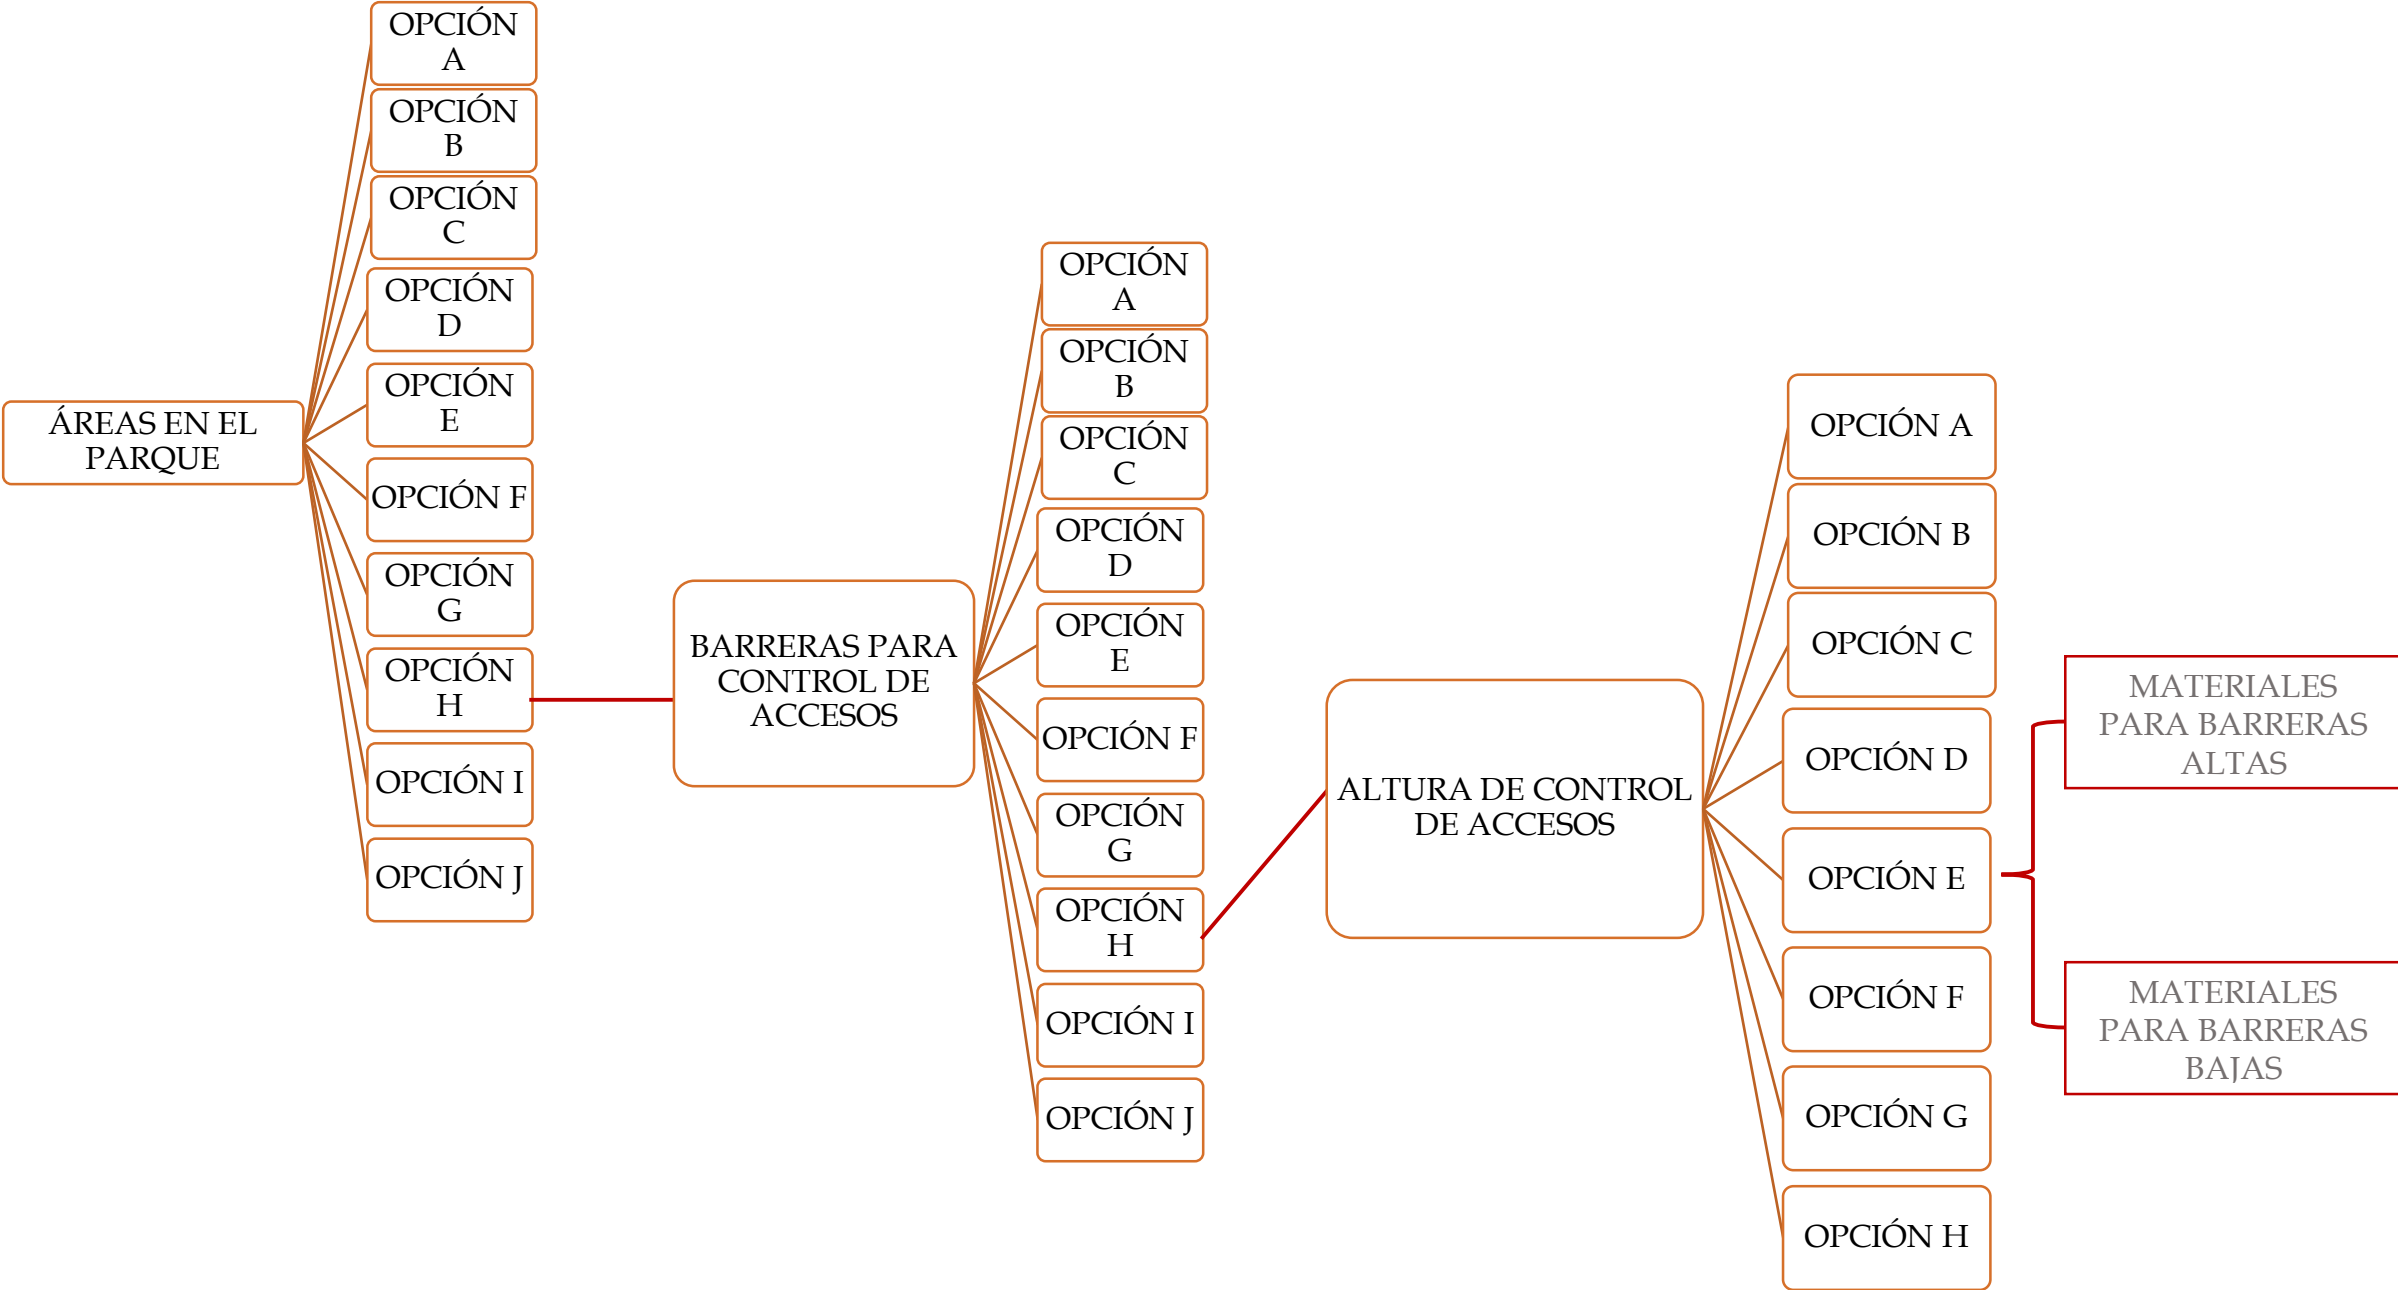 ÁREAS EN EL
PARQUE
OPCIÓN
A
OPCIÓN
B
OPCIÓN
C
OPCIÓN
D
OPCIÓN
E
OPCIÓN F
OPCIÓN
G
OPCIÓN
H
OPCIÓN I
OPCIÓN J
BARRERAS PARA
CONTROL DE
ACCESOS
OPCIÓN
A
OPCIÓN
B
OPCIÓN
C
OPCIÓN
D
OPCIÓN
E
OPCIÓN F
OPCIÓN
G
OPCIÓN
H
OPCIÓN I
OPCIÓN J
ALTURA DE CONTROL
DE ACCESOS
OPCIÓN A
OPCIÓN B
OPCIÓN C
OPCIÓN D
OPCIÓN E
OPCIÓN F
OPCIÓN G
OPCIÓN H
MATERIALES
PARA BARRERAS
ALTAS
MATERIALES
PARA BARRERAS
BAJAS